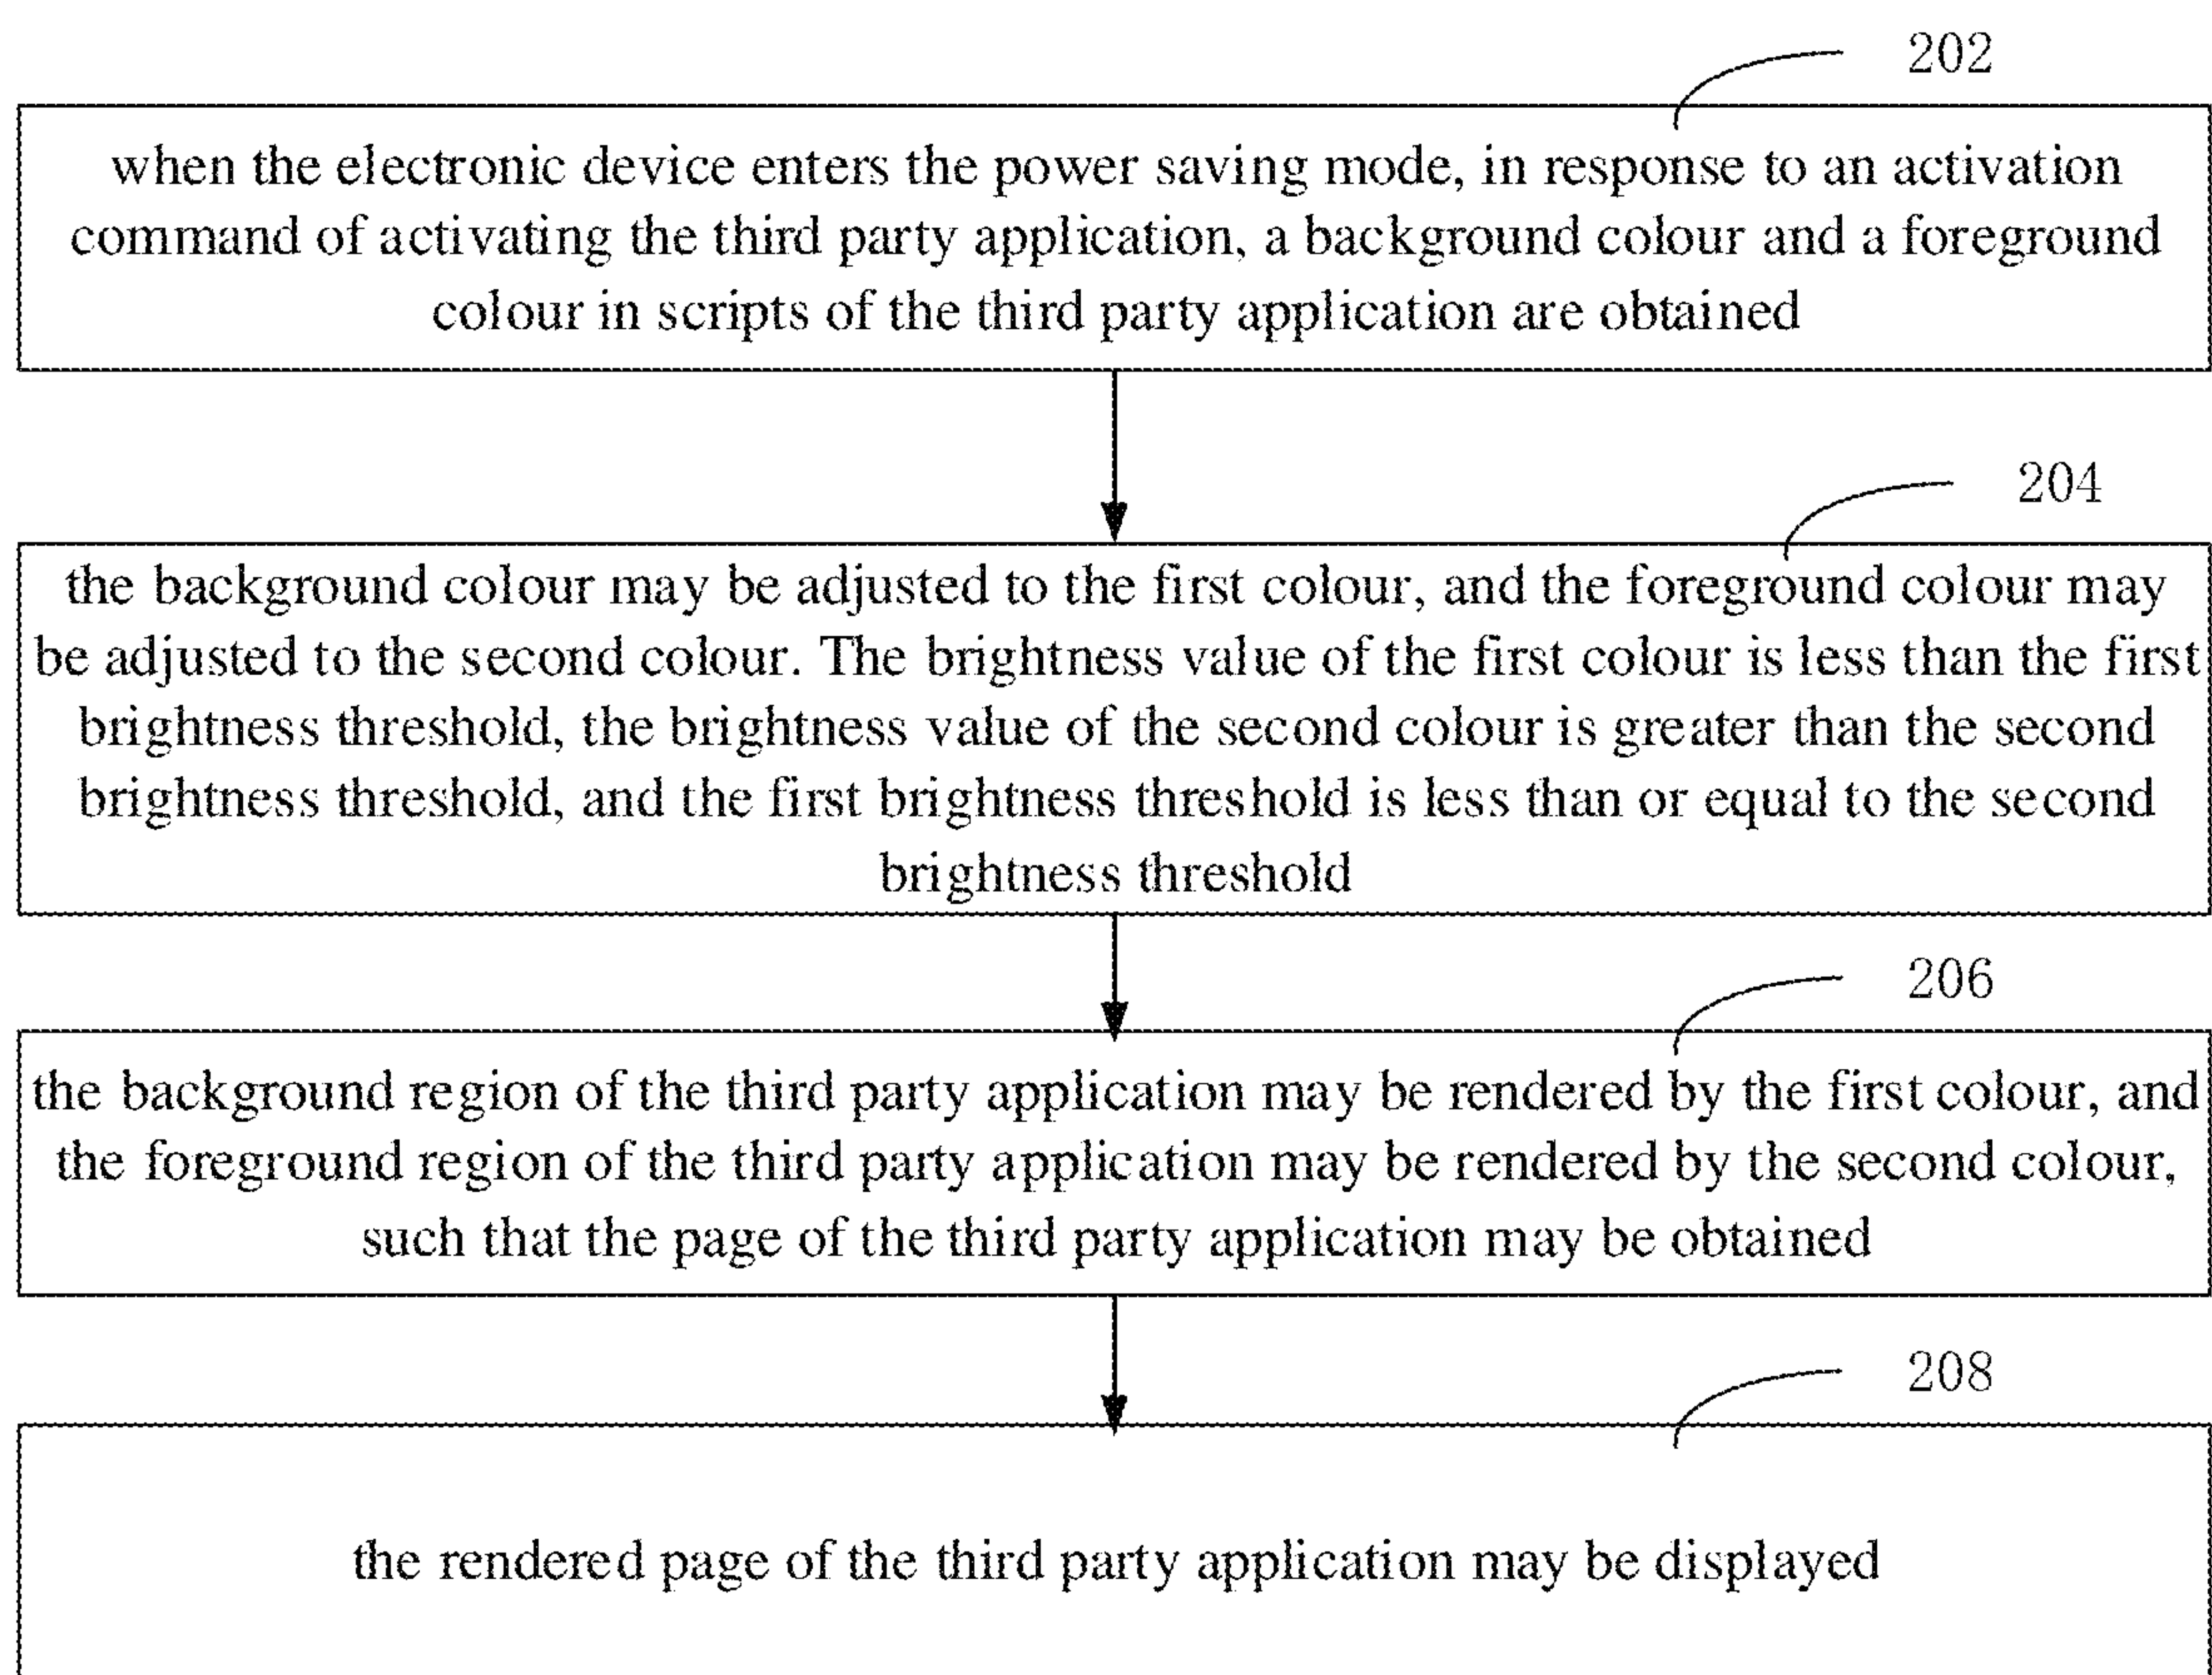 202
when the electronic device enters the power saving mode, in response to an activation
command of activating the third party application, a background colour and a foreground
colour in scripts of the third party application are obtained
204
the background colour may be adjusted to the first colour, and the foreground colour may
be adjusted to the second colour. The brightness value of the first colour is less than the first
brightness threshold, the brightness value of the second colour is greater than the second
brightness threshold, and the first brightness threshold is less than or equal to the second
brightness threshold
206
the background region of the third party application may be rendered by the first colour, and
the foreground region of the third party application may be rendered by the second colour,
such that the page of the third party application may be obtained
208
the rendered page of the third party application may be displayed